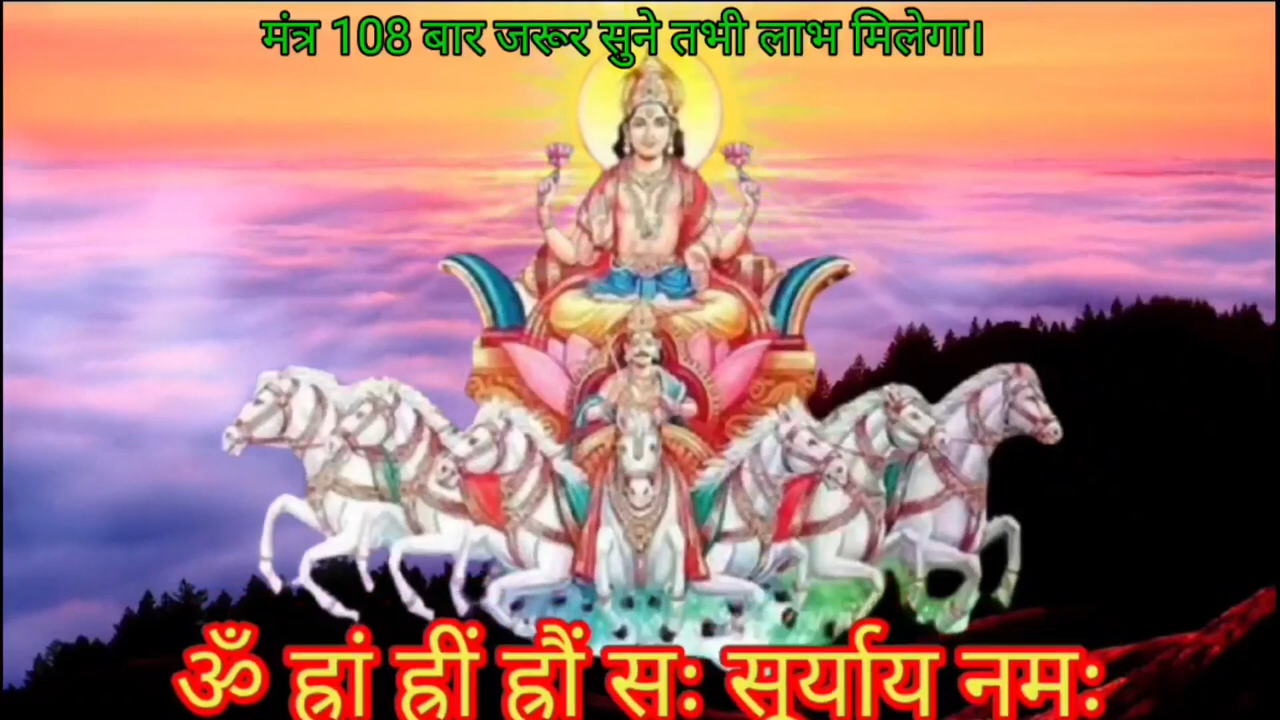 मंत्र 108 बार जरूर सुने तभी लाभ मिलेगा।
ॐ ह्रां ह्रीं ह्रौं सः सूर्याय नमः